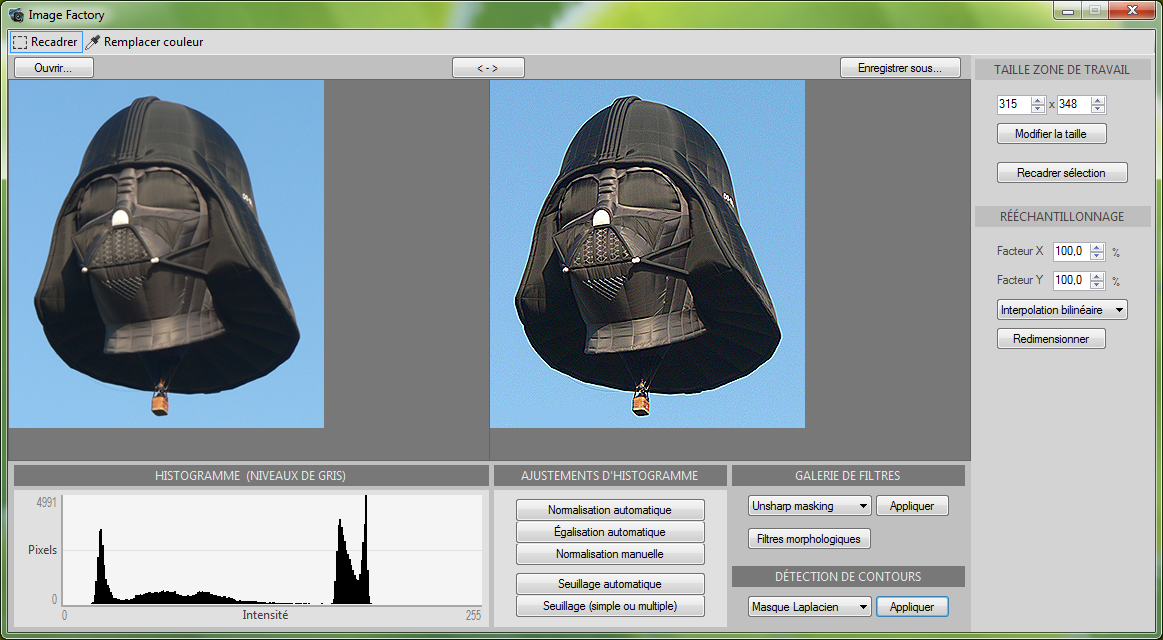 Image Factory
Recadrer Remplacer couleur
Ouvrir... < - > Enregistrer sous...
TAILLE ZONE DE TRAVAIL
315 x 348
Modifier la taille
Recadrer sélection
RÉÉCHANTILLONNAGE
Facteur X 100,0 %
Facteur Y 100,0 %
Interpolation bilinéaire
Redimensionner
HISTOGRAMME (NIVEAUX DE GRIS)
4991
Pixels
0
0 Intensité 255
AJUSTEMENTS D'HISTOGRAMME
Normalisation automatique
Égalisation automatique
Normalisation manuelle
Seuillage automatique
Seuillage (simple ou multiple)
GALERIE DE FILTRES
Unsharp masking Appliquer
Filtres morphologiques
DÉTECTION DE CONTOURS
Masque Laplacien Appliquer